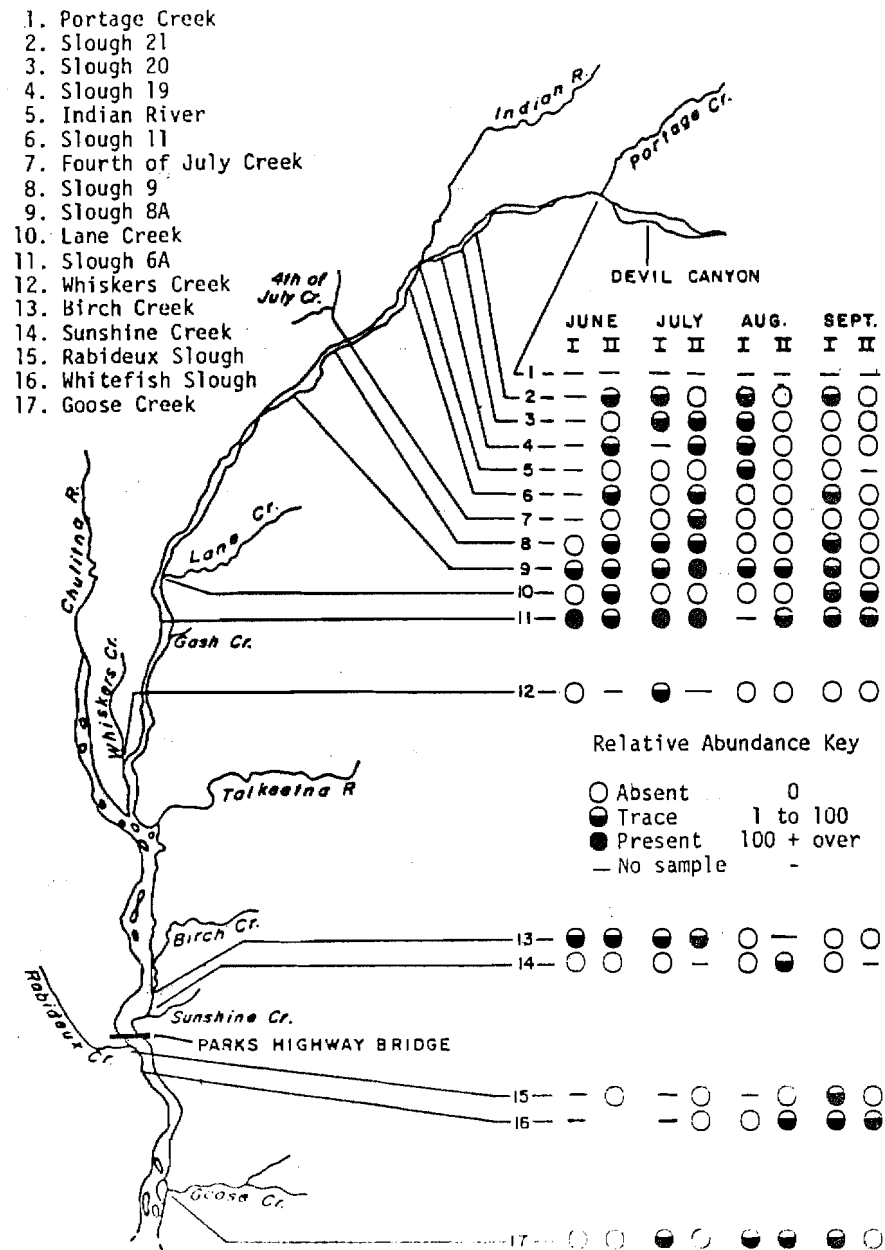 1. Portage Creek
2. Slough 21
3. Slough 20
4. Slough 19
5. Indian River
6. Slough 11
7. Fourth of July Creek
8. Slough 9
9. Slough 8A
10. Lane Creek
11. Slough 6A
12. Whiskers Creek
13. Birch Creek
14. Sunshine Creek
15. Rabideux Slough
16. Whitefish Slough
17. Goose Creek
Indian R.
Portage Cr.
DEVIL CANYON
4th of
July Cr.
JUNE JULY AUG. SEPT.
I II I II I II I II
1
2
3
4
5
6
7
8
9
10
11
12
Lane Cr.
Chulitna R.
Gash Cr.
Whiskers Cr.
Relative Abundance Key
Absent 0
Trace 1 to 100
Present 100 + over
No sample -
Talkeetna R
Birch Cr.
13
14
Rabideux Cr.
Sunshine Cr.
PARKS HIGHWAY BRIDGE
15
16
Goose Cr.
17